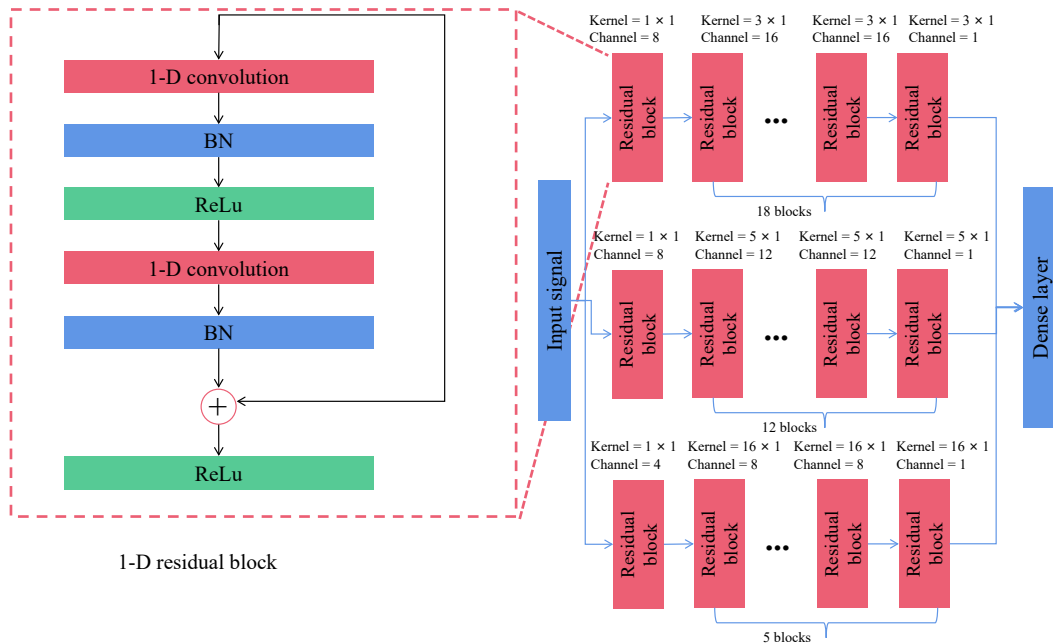 1-D convolution
BN
ReLu
1-D convolution
BN
+
ReLu
1-D residual block
Input signal
Kernel = 1 × 1
Channel = 8
Kernel = 3 × 1
Channel = 16
Kernel = 3 × 1
Channel = 16
Kernel = 3 × 1
Channel = 1
Residual
block
Residual
block
•••
Residual
block
Residual
block
18 blocks
Kernel = 1 × 1
Channel = 8
Kernel = 5 × 1
Channel = 12
Kernel = 5 × 1
Channel = 12
Kernel = 5 × 1
Channel = 1
Residual
block
Residual
block
•••
Residual
block
Residual
block
12 blocks
Kernel = 1 × 1
Channel = 4
Kernel = 16 × 1
Channel = 8
Kernel = 16 × 1
Channel = 8
Kernel = 16 × 1
Channel = 1
Residual
block
Residual
block
•••
Residual
block
Residual
block
5 blocks
Dense layer